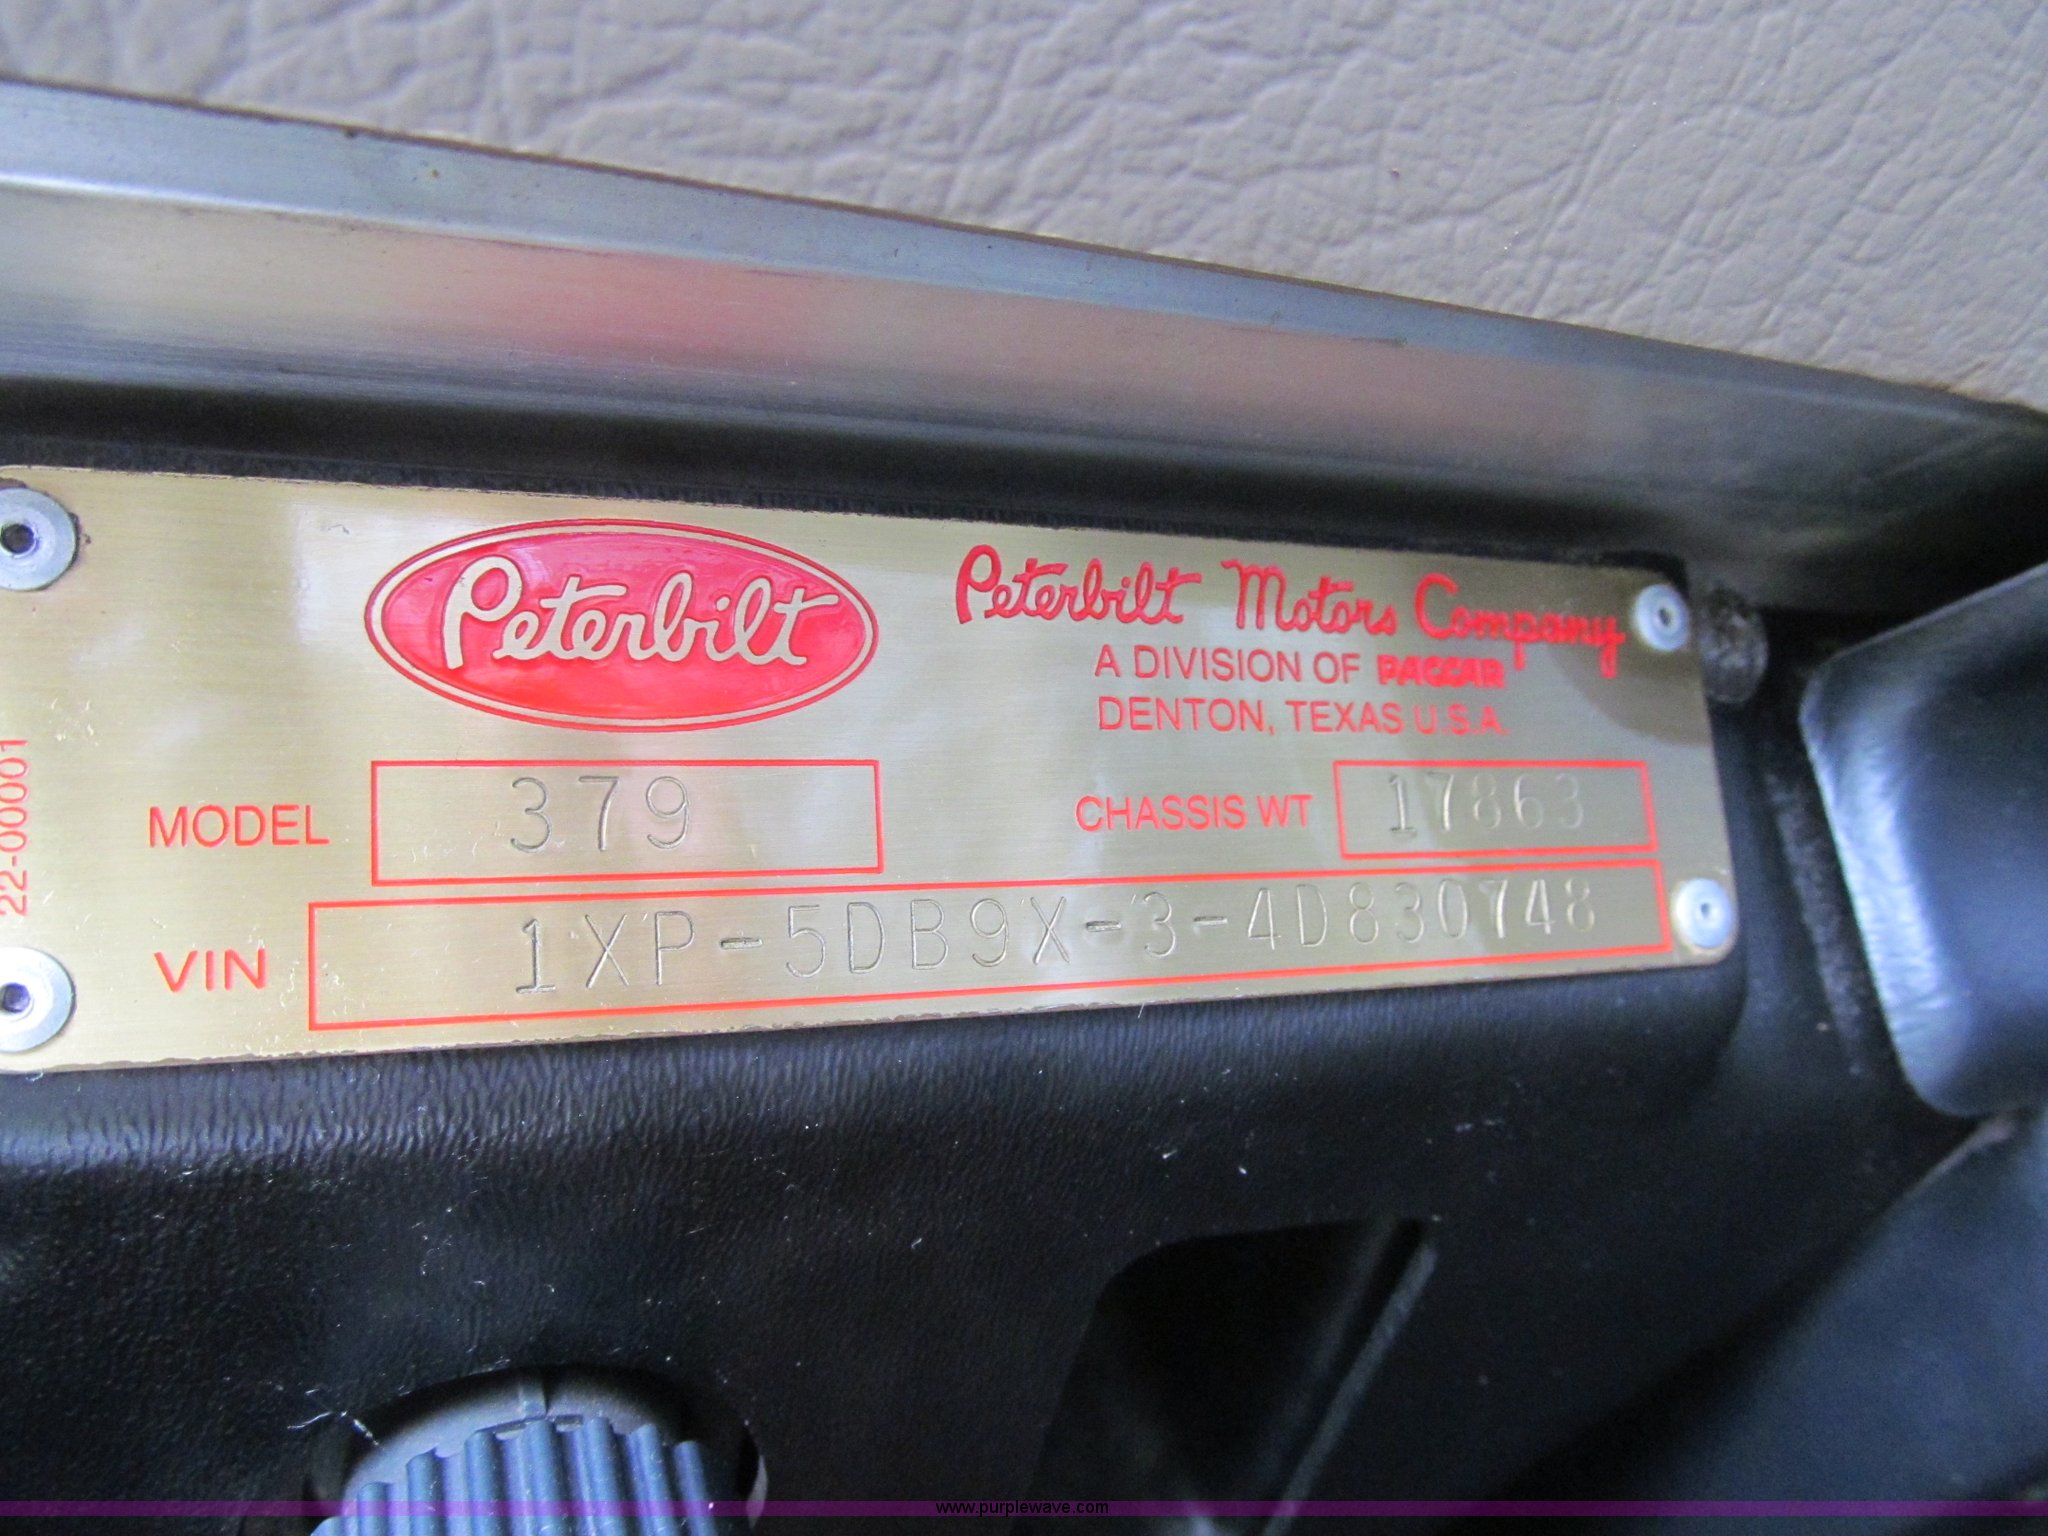 Peterbilt
Peterbilt Motors Company
A DIVISION OF PACCAR
DENTON, TEXAS U.S.A.
MODEL 379
CHASSIS WT 17863
VIN 1XP-5DB9X-3-4D830748
22-00001
www.purplewave.com